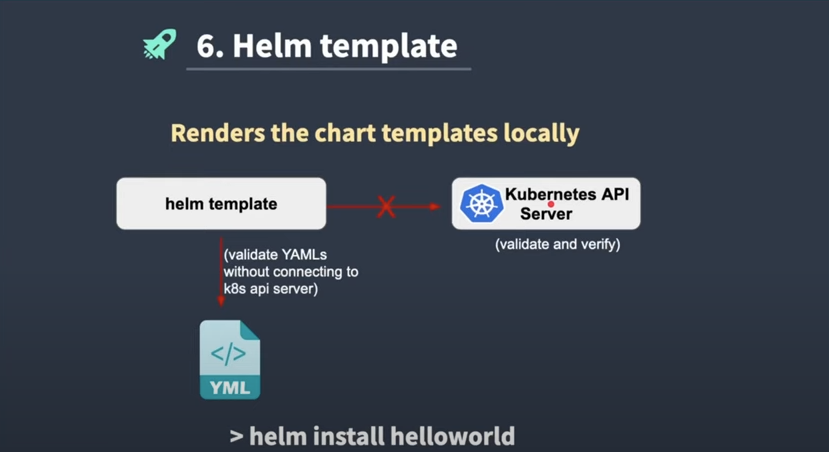 6. Helm template
Renders the chart templates locally
helm template
Kubernetes API
Server
(validate and verify)
(validate YAMLs
without connecting to
k8s api server)
</>
YML
> helm install helloworld